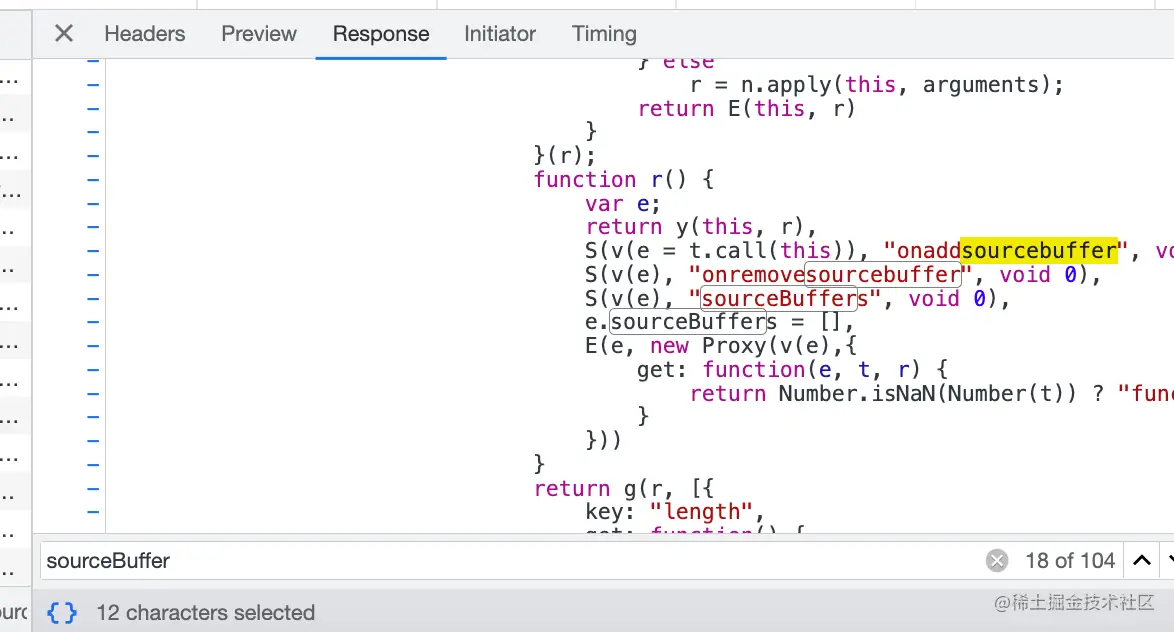 Headers Preview Response Initiator Timing
} else
r = n.apply(this, arguments);
return E(this, r)
}
}(r);
function r() {
var e;
return y(this, r),
S(v(e = t.call(this)), "onaddsourcebuffer", vo
S(v(e), "onremovesourcebuffer", void 0),
S(v(e), "sourceBuffers", void 0),
e.sourceBuffers = [],
E(e, new Proxy(v(e),{
get: function(e, t, r) {
return Number.isNaN(Number(t)) ? "func
}
}))
}
return g(r, [{
key: "length",
get: function() {
sourceBuffer 18 of 104
{} 12 characters selected
@稀土掘金技术社区